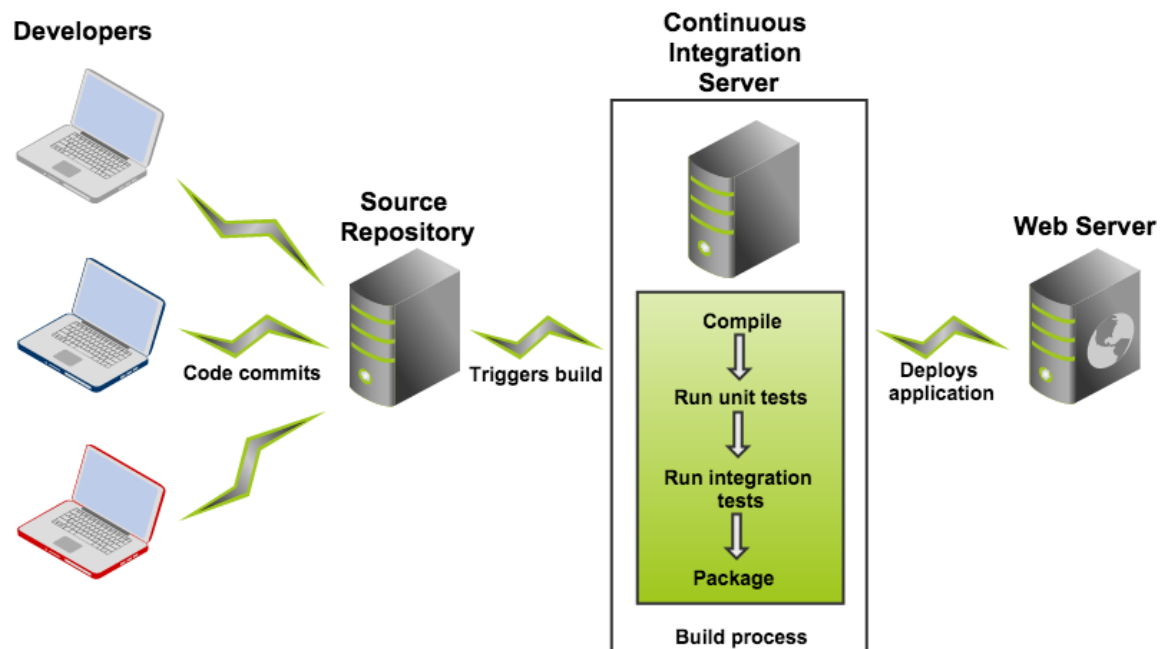 Developers
Code commits
Source
Repository
Triggers build
Continuous
Integration
Server
Compile
Run unit tests
Run integration
tests
Package
Build process
Deploys
application
Web Server